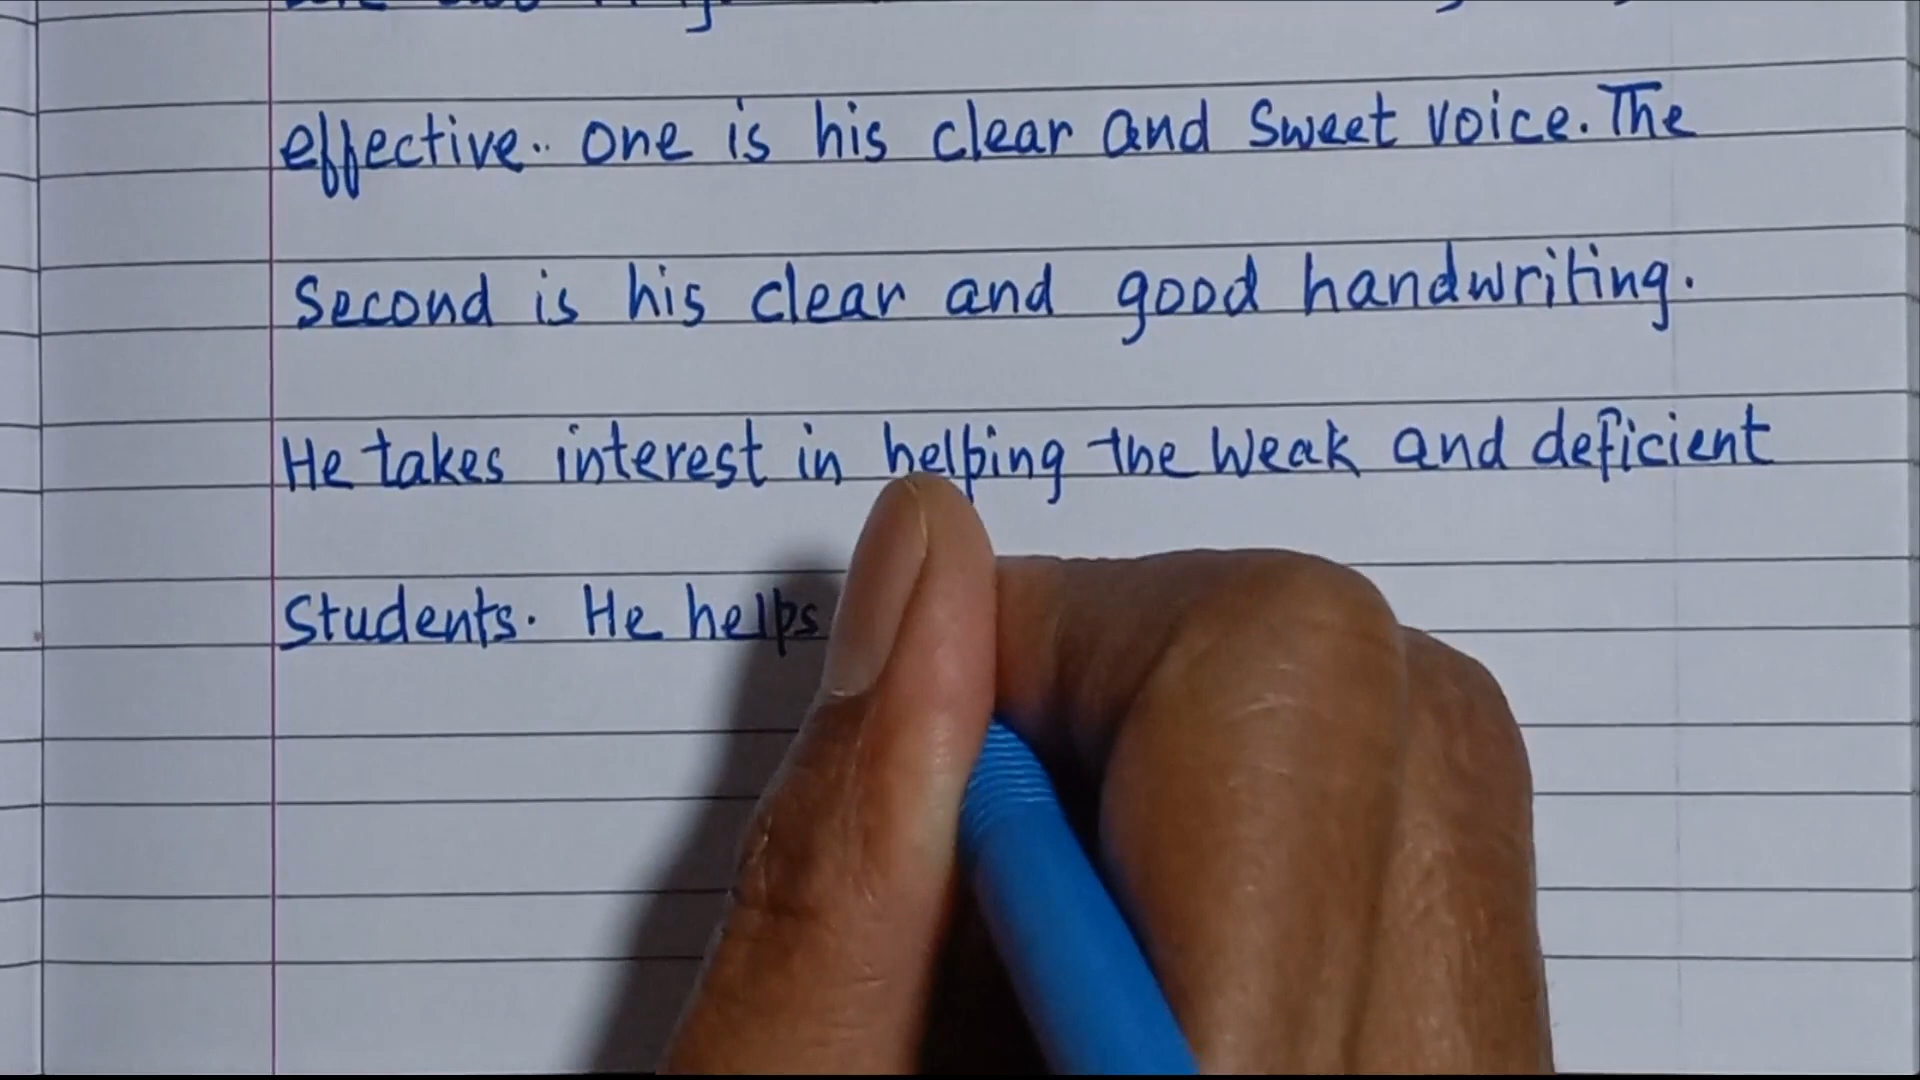 effective.. One is his clear and Sweet voice. The
Second is his clear and good handwriting.
He takes interest in helping the weak and deficient
Students. He helps